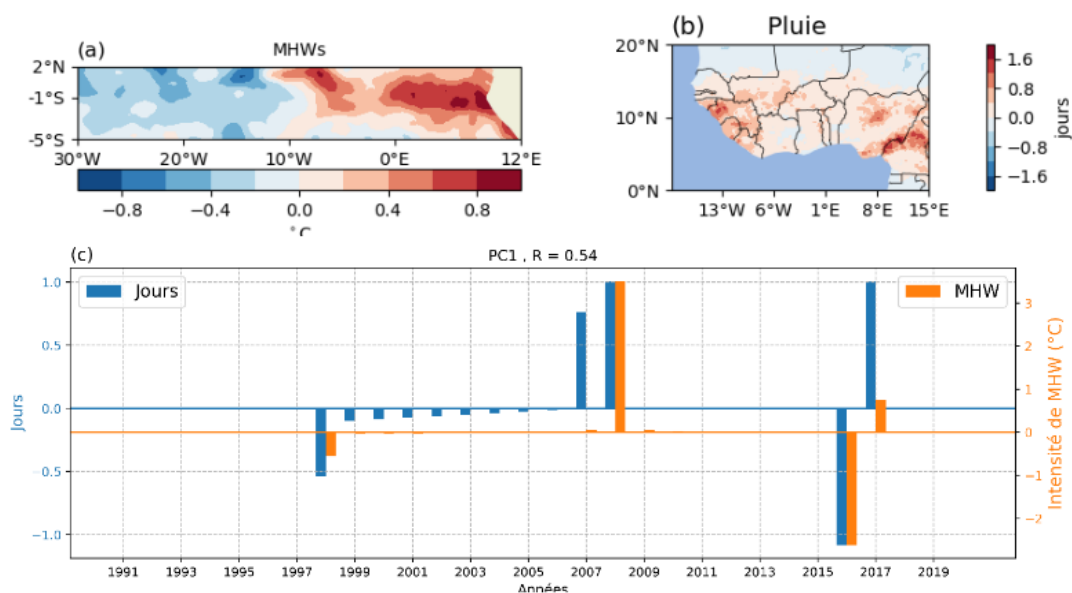 (a)
MHWs
2°N
-1°S
-5°S
30°W
20°W
10°W
0°E
12°E
−0.8
−0.4
0.0
0.4
0.8
°C
(b)
Pluie
20°N
10°N
0°N
13°W
6°W
1°E
8°E
15°E
1.6
0.8
0.0
−0.8
−1.6
jours
(c)
PC1 , R = 0.54
Jours
MHW
1.0
0.5
0.0
−0.5
−1.0
Jours
3
2
1
0
−1
−2
Intensité de MHW (°C)
1991
1993
1995
1997
1999
2001
2003
2005
2007
2009
2011
2013
2015
2017
2019
Années